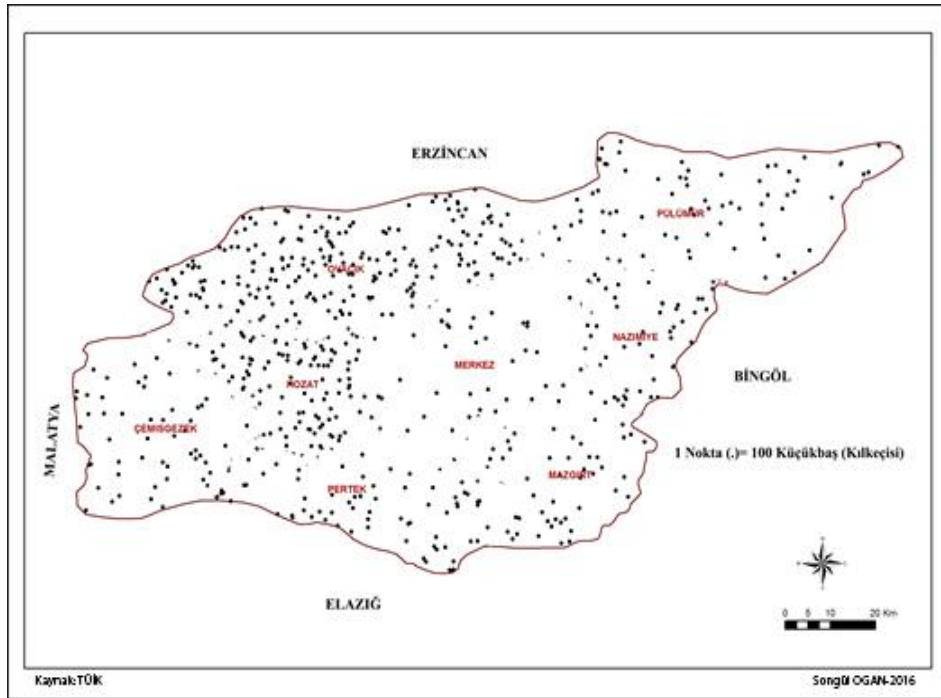 ERZİNCAN
PÜLÜMÜR
OVACIK
NAZIMİYE
MERKEZ
BİNGÖL
HOZAT
MALATYA
ÇEMİSGEZEK
1 Nokta (.)= 100 Küçükbaş (Kılkeçisi)
MAZGİRT
PERTEK
ELAZIĞ
0 5 10 20 Km
Kaynak:TÜİK
Songül OGAN-2016